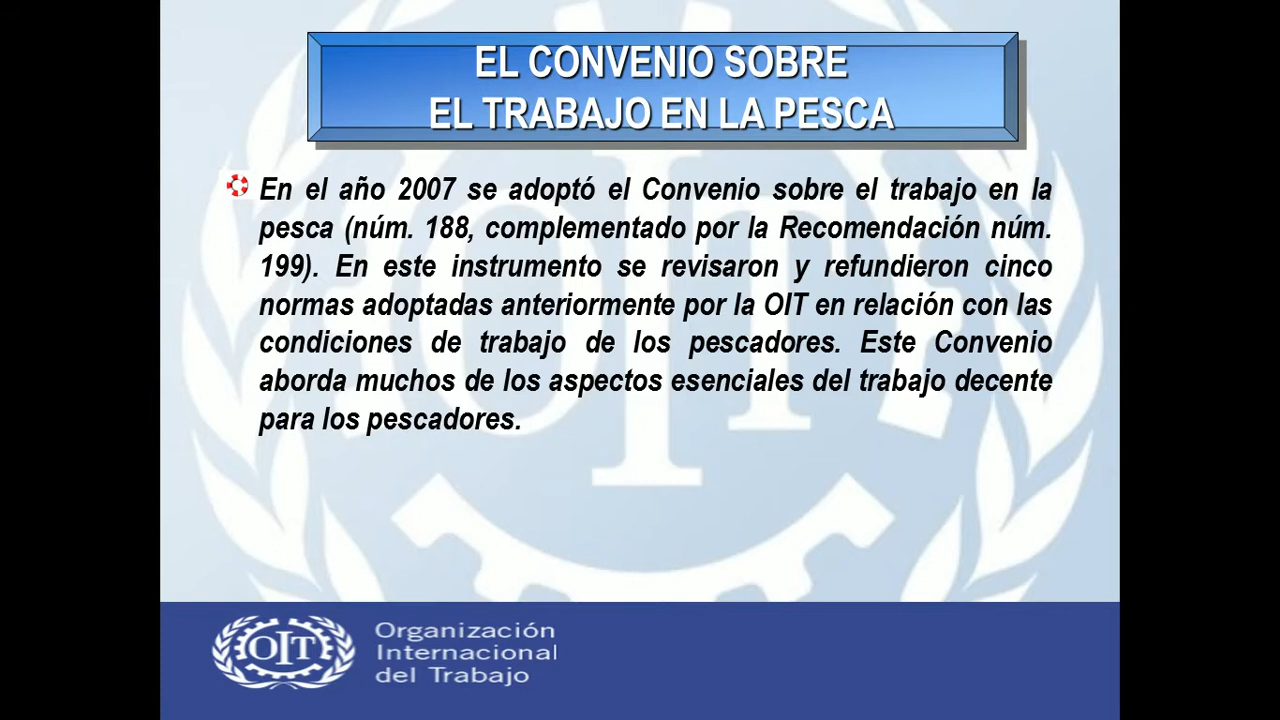 EL CONVENIO SOBRE
EL TRABAJO EN LA PESCA
En el año 2007 se adoptó el Convenio sobre el trabajo en la
pesca (núm. 188, complementado por la Recomendación núm.
199). En este instrumento se revisaron y refundieron cinco
normas adoptadas anteriormente por la OIT en relación con las
condiciones de trabajo de los pescadores. Este Convenio
aborda muchos de los aspectos esenciales del trabajo decente
para los pescadores.
OIT
OIT
Organización
Internacional
del Trabajo